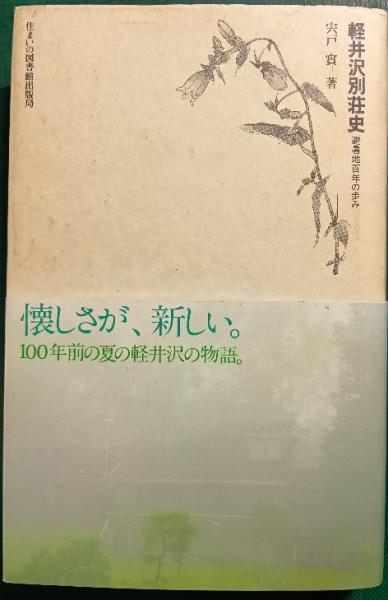 軽井沢別荘史
避暑地百年の歩み
宍戸 實―著
住まいの図書館出版局
懐しさが、新しい。
100年前の夏の軽井沢の物語。